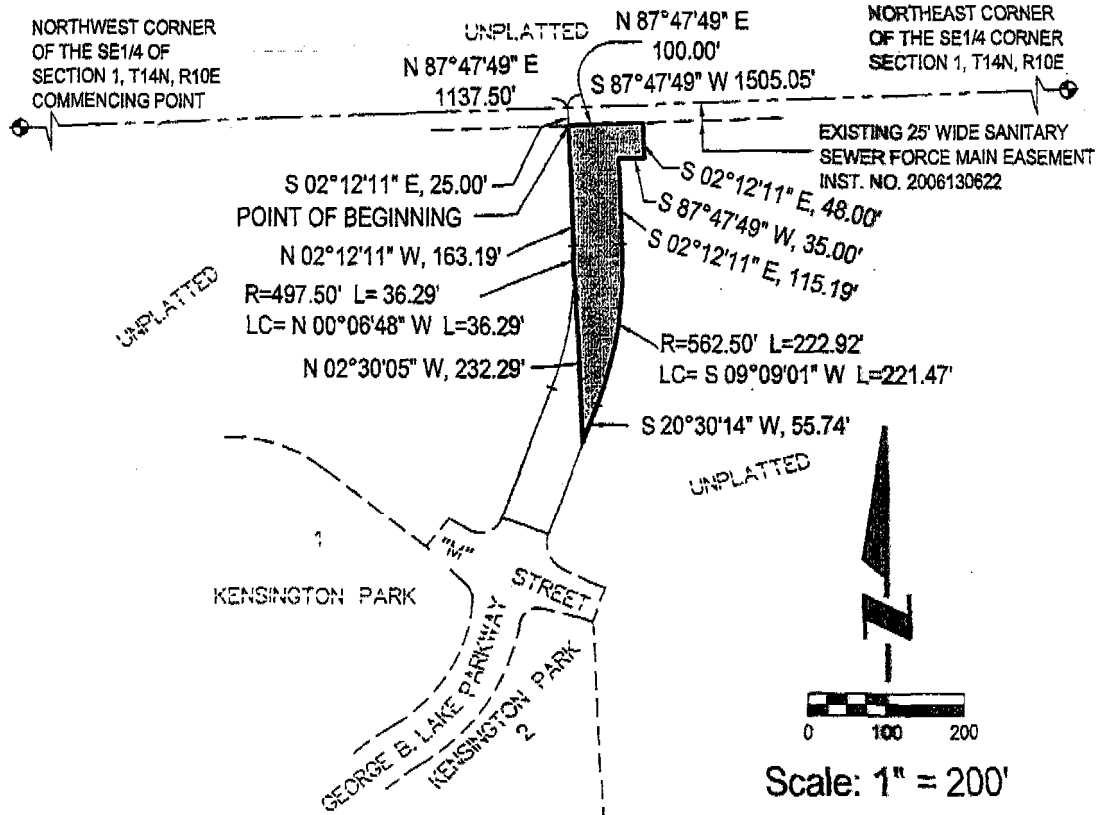 NORTHWEST CORNER
OF THE SE1/4 OF
SECTION 1, T14N, R10E
COMMENCING POINT
UNPLATTED
N 87°47'49" E
100.00'
NORTHEAST CORNER
OF THE SE1/4 CORNER
SECTION 1, T14N, R10E
N 87°47'49" E
1137.50'
S 87°47'49" W 1505.05'
EXISTING 25' WIDE SANITARY
SEWER FORCE MAIN EASEMENT
INST. NO. 2006130622
S 02°12'11" E, 25.00'
POINT OF BEGINNING
N 02°12'11" W, 163.19'
R=497.50' L= 36.29'
LC= N 00°06'48" W L=36.29'
N 02°30'05" W, 232.29'
S 02°12'11" E, 48.00'
S 87°47'49" W, 35.00'
S 02°12'11" E, 115.19'
R=562.50' L=222.92'
LC= S 09°09'01" W L=221.47'
S 20°30'14" W, 55.74'
UNPLATTED
UNPLATTED
1
KENSINGTON PARK
"M"
STREET
GEORGE B. LAKE PARKWAY
KENSINGTON PARK
2
N
0 100 200
Scale: 1" = 200'